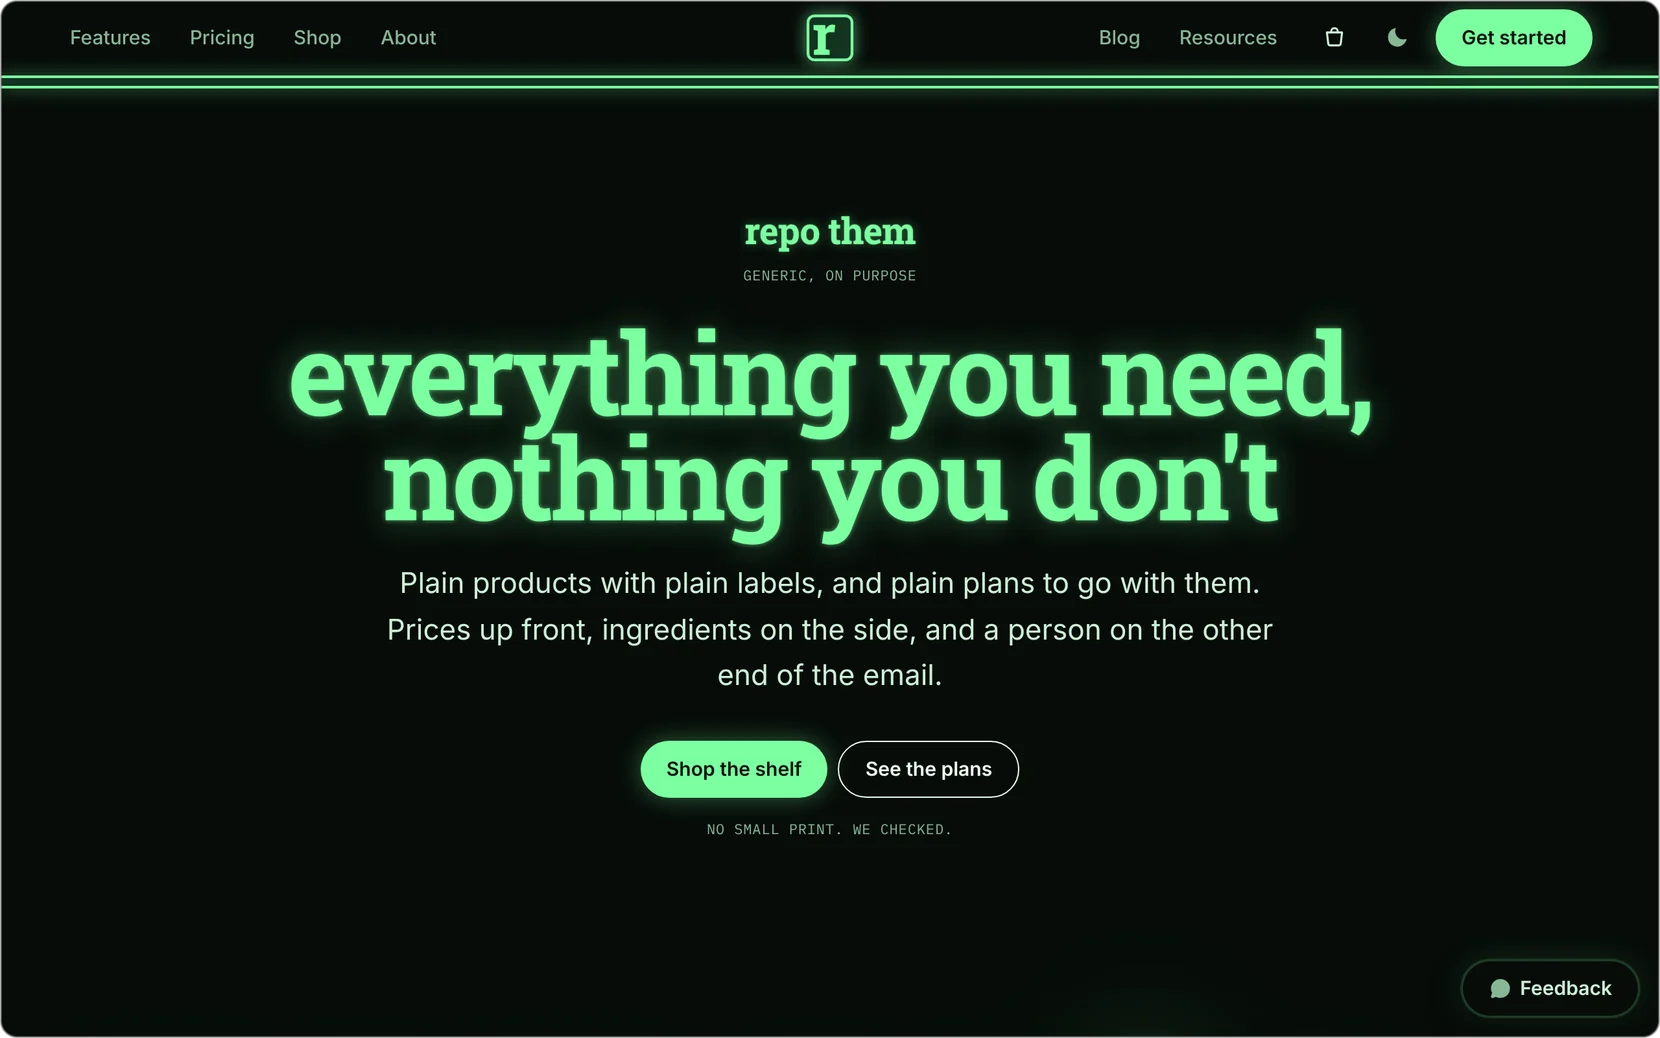 Features
Pricing
Shop
About
r
Blog
Resources
Get started
repo them
GENERIC, ON PURPOSE
everything you need,
nothing you don't
Plain products with plain labels, and plain plans to go with them.
Prices up front, ingredients on the side, and a person on the other
end of the email.
Shop the shelf
See the plans
NO SMALL PRINT. WE CHECKED.
Feedback